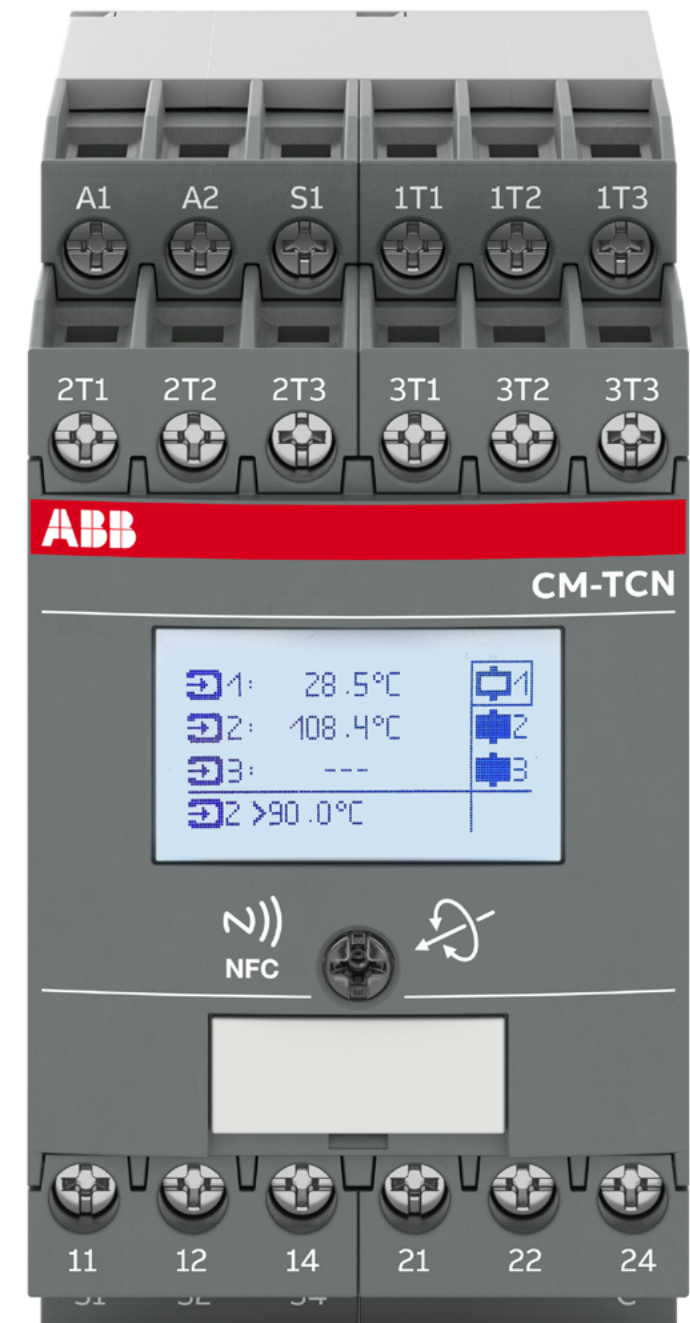 A1 A2 S1 1T1 1T2 1T3
2T1 2T2 2T3 3T1 3T2 3T3
ABB
CM-TCN
1: 28.5°C 1
2: 108.4°C 2
3: --- 3
2 >90.0°C
NFC
11 12 14 21 22 24